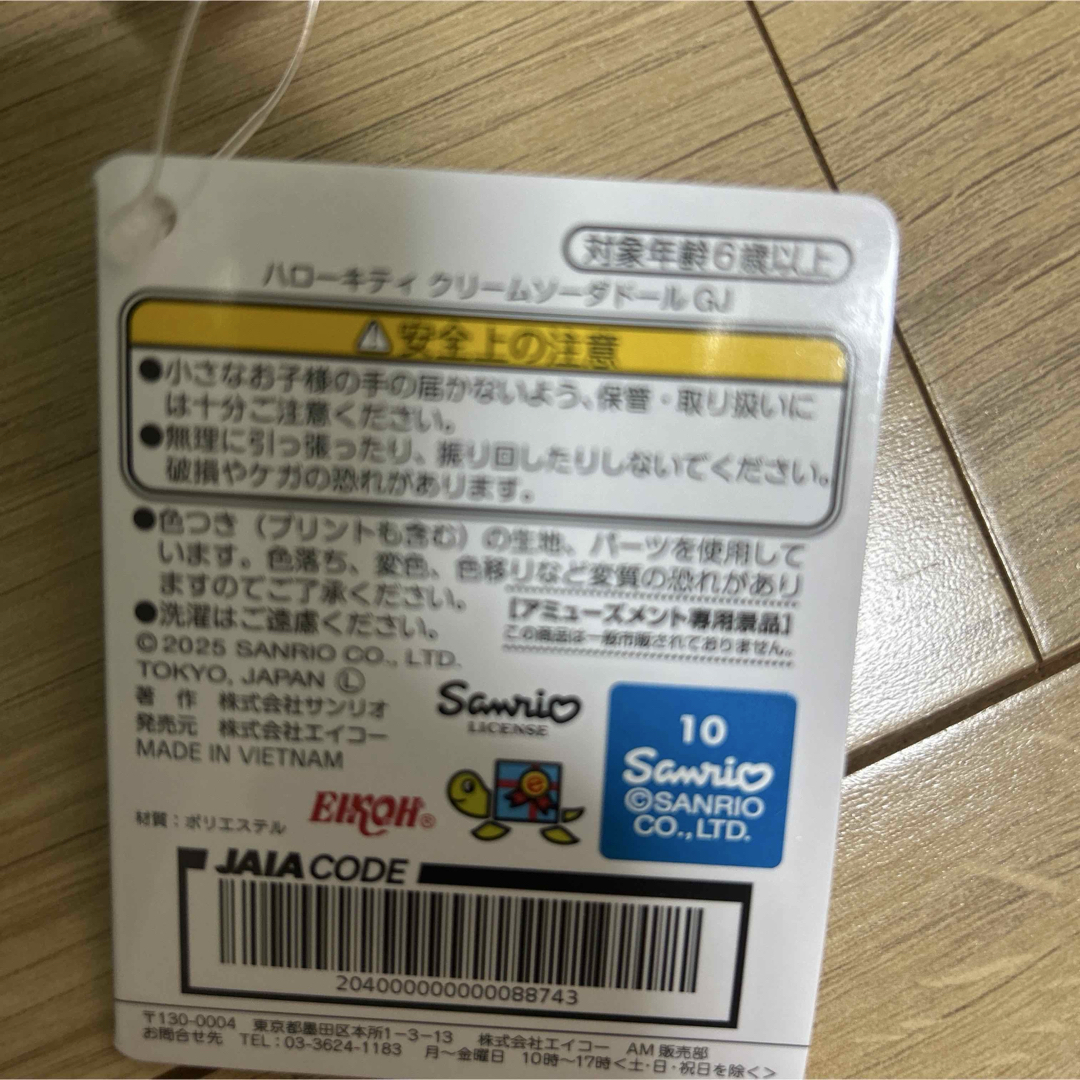 対象年齢6歳以上
ハローキティ クリームソーダドール GJ
⚠安全上の注意
●小さなお子様の手の届かないよう、保管・取り扱いに
は十分ご注意ください。
●無理に引っ張ったり、振り回したりしないでください。
破損やケガの恐れがあります。
●色つき（プリントも含む）の生地、パーツを使用して
います。色落ち、変色、色移りなど変質の恐れがあり
ますのでご了承ください。
●洗濯はご遠慮ください。
【アミューズメント専用景品】
この商品は一般市販されておりません。
©2025 SANRIO CO., LTD.
TOKYO, JAPAN Ⓛ
著 作 株式会社サンリオ
発売元 株式会社エイコー
MADE IN VIETNAM
Sanrio
LICENSE
10
Sanrio
©SANRIO
CO.,LTD.
材質：ポリエステル
EIKOH®
e
JAIA CODE
2040000000000088743
〒130-0004 東京都墨田区本所1-3-13 株式会社エイコー AM販売部
お問合せ先 TEL：03-3624-1183 月～金曜日 10時～17時＜土・日・祝日を除く＞